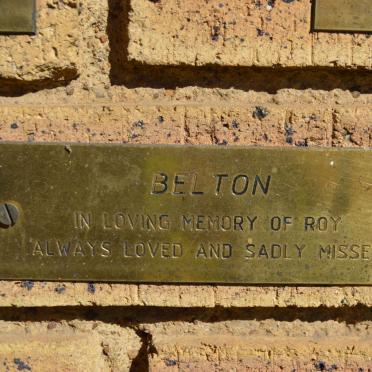 BELTON
IN LOVING MEMORY OF ROY
ALWAYS LOVED AND SADLY MISSE